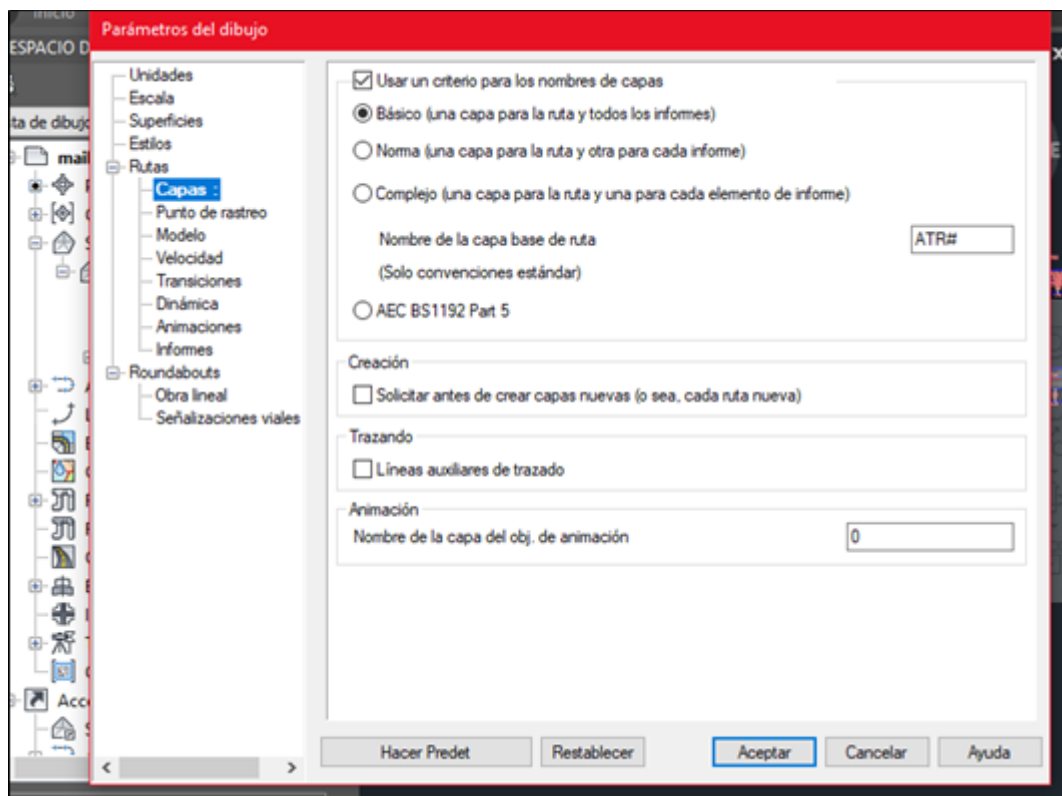 Inicio
ESPACIO D
ta de dibujo
mail
Acce
Parámetros del dibujo
Unidades
Escala
Superficies
Estilos
Rutas
Capas :
Punto de rastreo
Modelo
Velocidad
Transiciones
Dinámica
Animaciones
Informes
Roundabouts
Obra lineal
Señalizaciones viales
Usar un criterio para los nombres de capas
Básico (una capa para la ruta y todos los informes)
Norma (una capa para la ruta y otra para cada informe)
Complejo (una capa para la ruta y una para cada elemento de informe)
Nombre de la capa base de ruta
ATR#
(Solo convenciones estándar)
AEC BS1192 Part 5
Creación
Solicitar antes de crear capas nuevas (o sea, cada ruta nueva)
Trazando
Líneas auxiliares de trazado
Animación
Nombre de la capa del obj. de animación
0
Hacer Predet
Restablecer
Aceptar
Cancelar
Ayuda